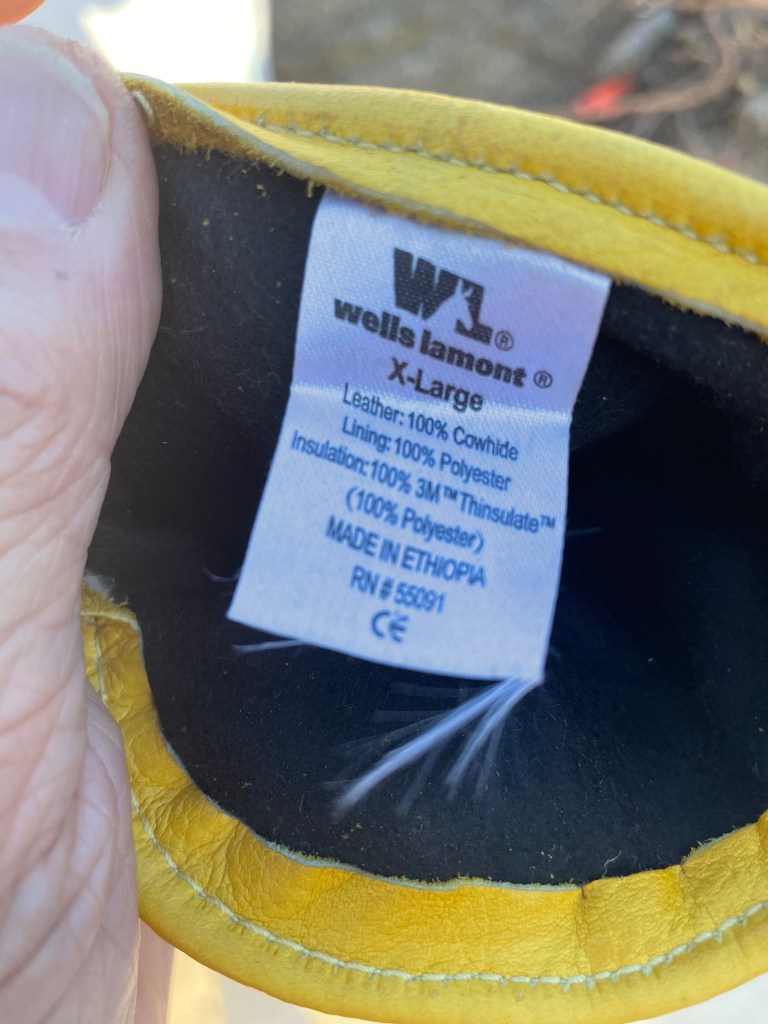 WL®
wells lamont®
X-Large
Leather: 100% Cowhide
Lining: 100% Polyester
Insulation: 100% 3M™ Thinsulate™
(100% Polyester)
MADE IN ETHIOPIA
RN # 55091
CE